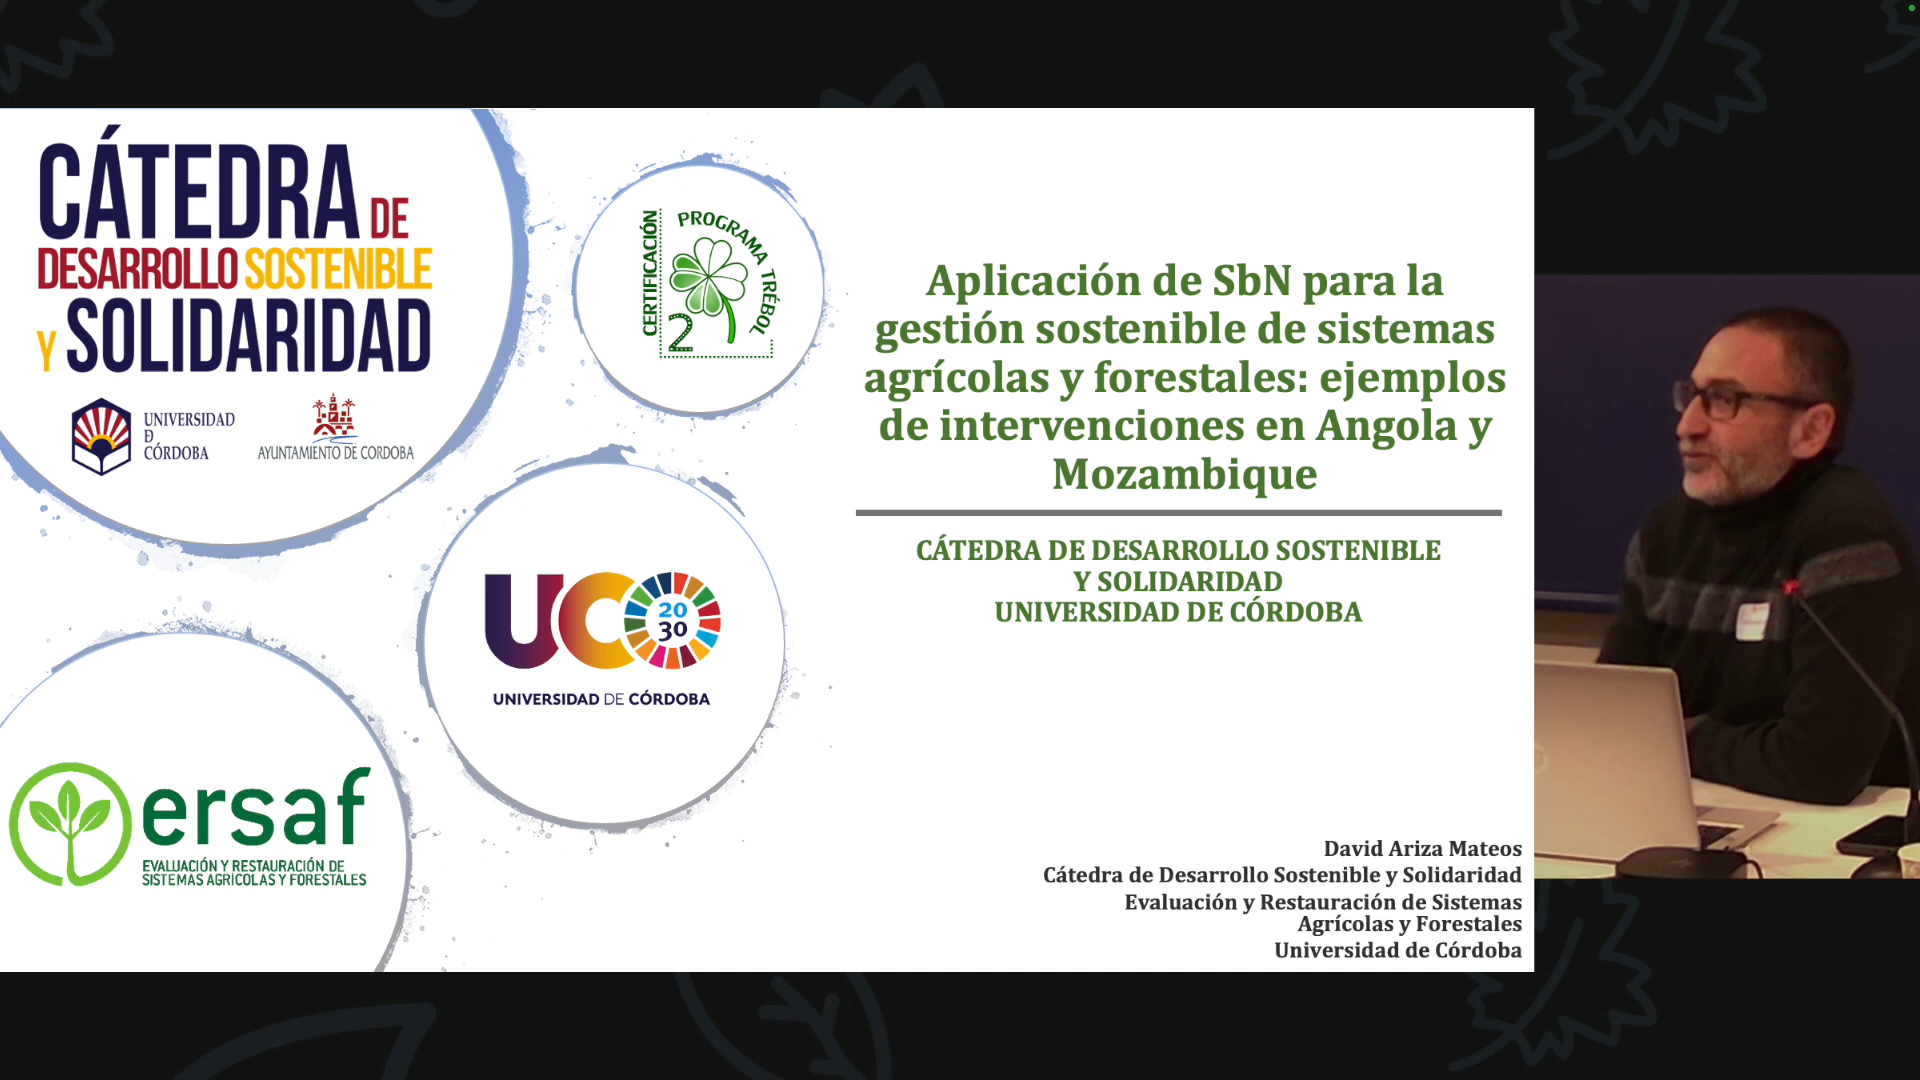 CÁTEDRA DE
DESARROLLO SOSTENIBLE
Y SOLIDARIDAD
UNIVERSIDAD
Đ
CÓRDOBA
AYUNTAMIENTO DE CORDOBA
CERTIFICACIÓN
PROGRAMA TRÉBOL
2
Aplicación de SbN para la
gestión sostenible de sistemas
agrícolas y forestales: ejemplos
de intervenciones en Angola y
Mozambique
CÁTEDRA DE DESARROLLO SOSTENIBLE
Y SOLIDARIDAD
UNIVERSIDAD DE CÓRDOBA
UCO
20
30
UNIVERSIDAD DE CÓRDOBA
ersaf
EVALUACIÓN Y RESTAURACIÓN DE
SISTEMAS AGRÍCOLAS Y FORESTALES
David Ariza Mateos
Cátedra de Desarrollo Sostenible y Solidaridad
Evaluación y Restauración de Sistemas
Agrícolas y Forestales
Universidad de Córdoba